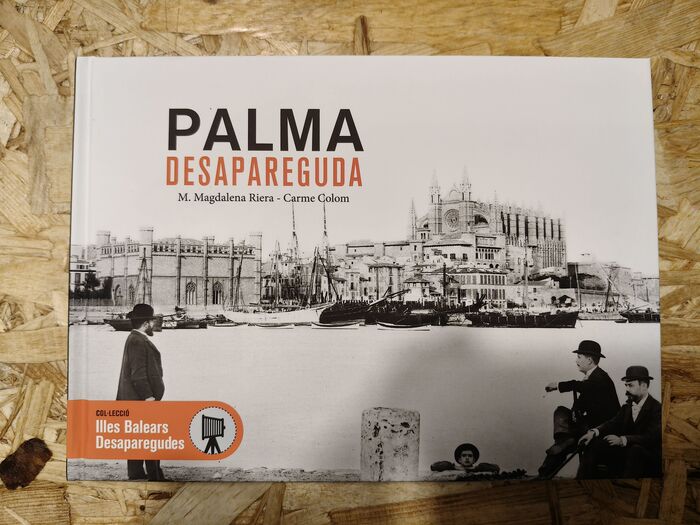 PALMA
DESAPAREGUDA
M. Magdalena Riera - Carme Colom
COL·LECCIÓ
Illes Balears
Desaparegudes